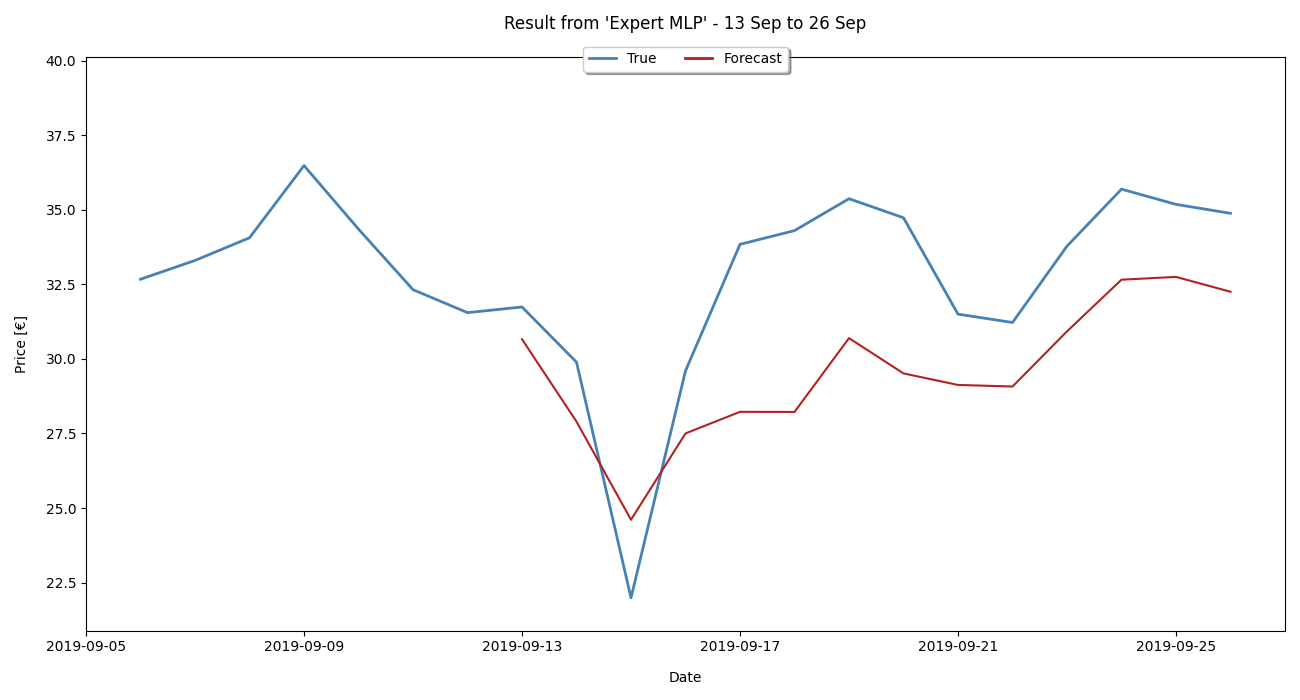 Result from 'Expert MLP' - 13 Sep to 26 Sep
True Forecast
40.0
37.5
35.0
32.5
30.0
27.5
25.0
22.5
Price [€]
2019-09-05 2019-09-09 2019-09-13 2019-09-17 2019-09-21 2019-09-25
Date